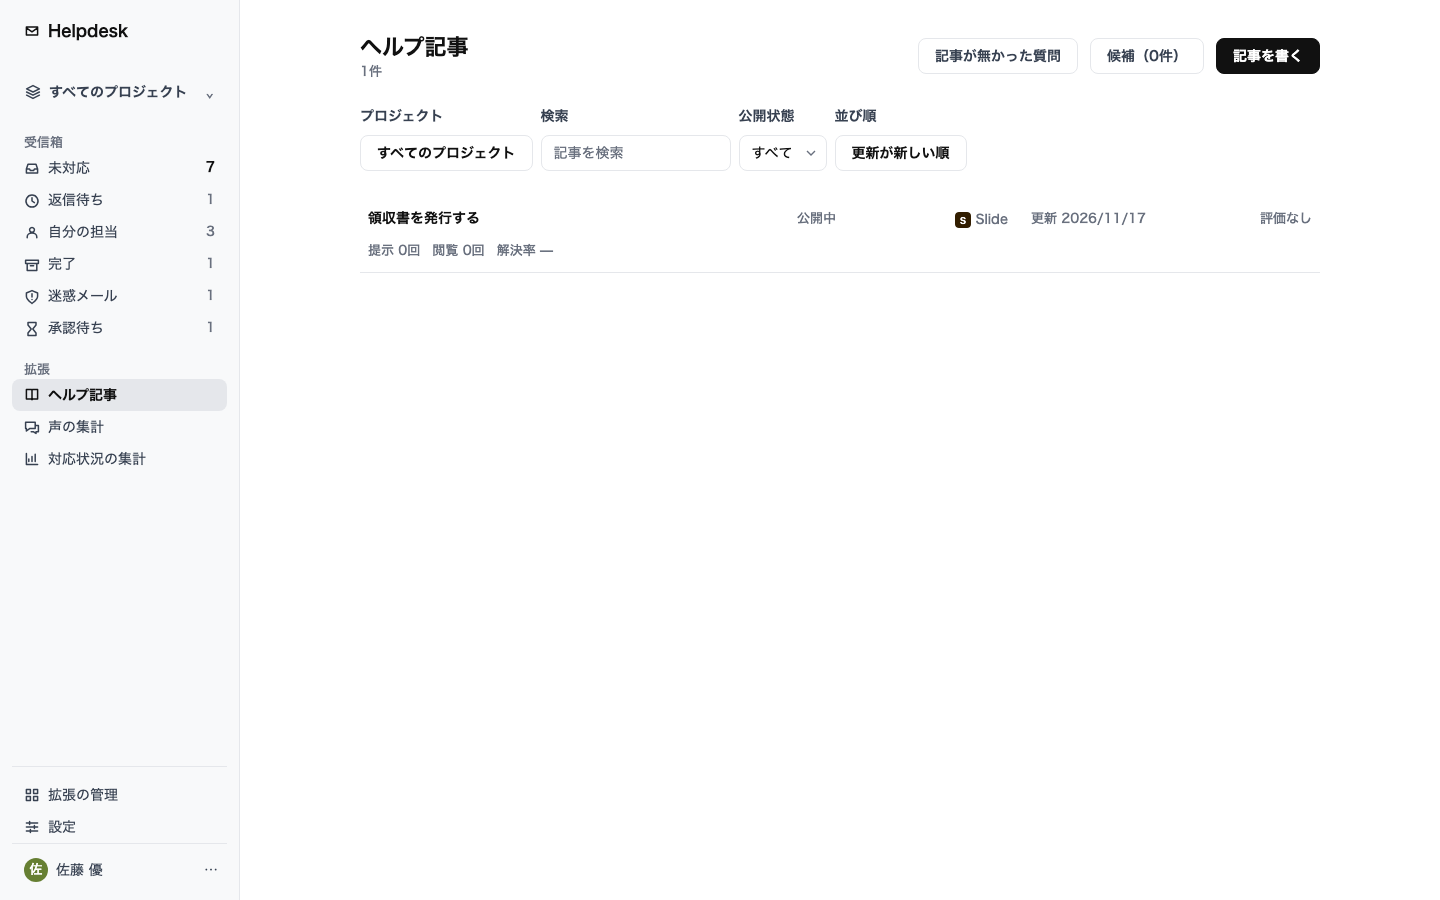 Helpdesk
すべてのプロジェクト
受信箱
未対応 7
返信待ち 1
自分の担当 3
完了 1
迷惑メール 1
承認待ち 1
拡張
ヘルプ記事
声の集計
対応状況の集計
拡張の管理
設定
佐 佐藤 優 …
ヘルプ記事
1件
記事が無かった質問 候補（0件） 記事を書く
プロジェクト 検索 公開状態 並び順
すべてのプロジェクト 記事を検索 すべて 更新が新しい順
領収書を発行する 公開中 S Slide 更新 2026/11/17 評価なし
提示 0回 閲覧 0回 解決率 —